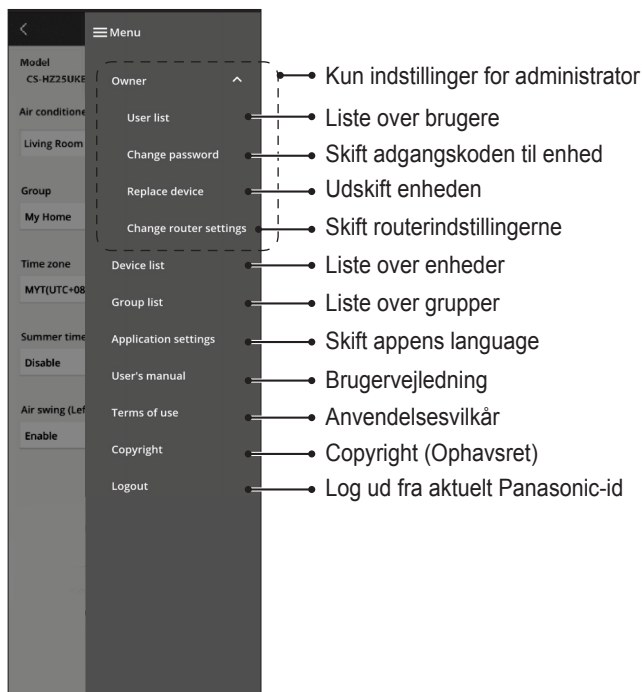 Menu
Model
CS-HZ25UKE
Owner
Kun indstillinger for administrator
Air conditione
User list
Liste over brugere
Living Room
Change password
Skift adgangskoden til enhed
Group
Replace device
Udskift enheden
My Home
Change router settings
Skift routerindstillingerne
Time zone
Device list
Liste over enheder
MYT(UTC+08
Group list
Liste over grupper
Summer time
Application settings
Skift appens language
Disable
User's manual
Brugervejledning
Air swing (Lef
Terms of use
Anvendelsesvilkår
Enable
Copyright
Copyright (Ophavsret)
Logout
Log ud fra aktuelt Panasonic-id